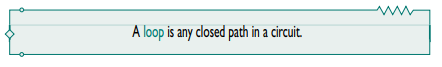 A loop is any closed path in a circuit.